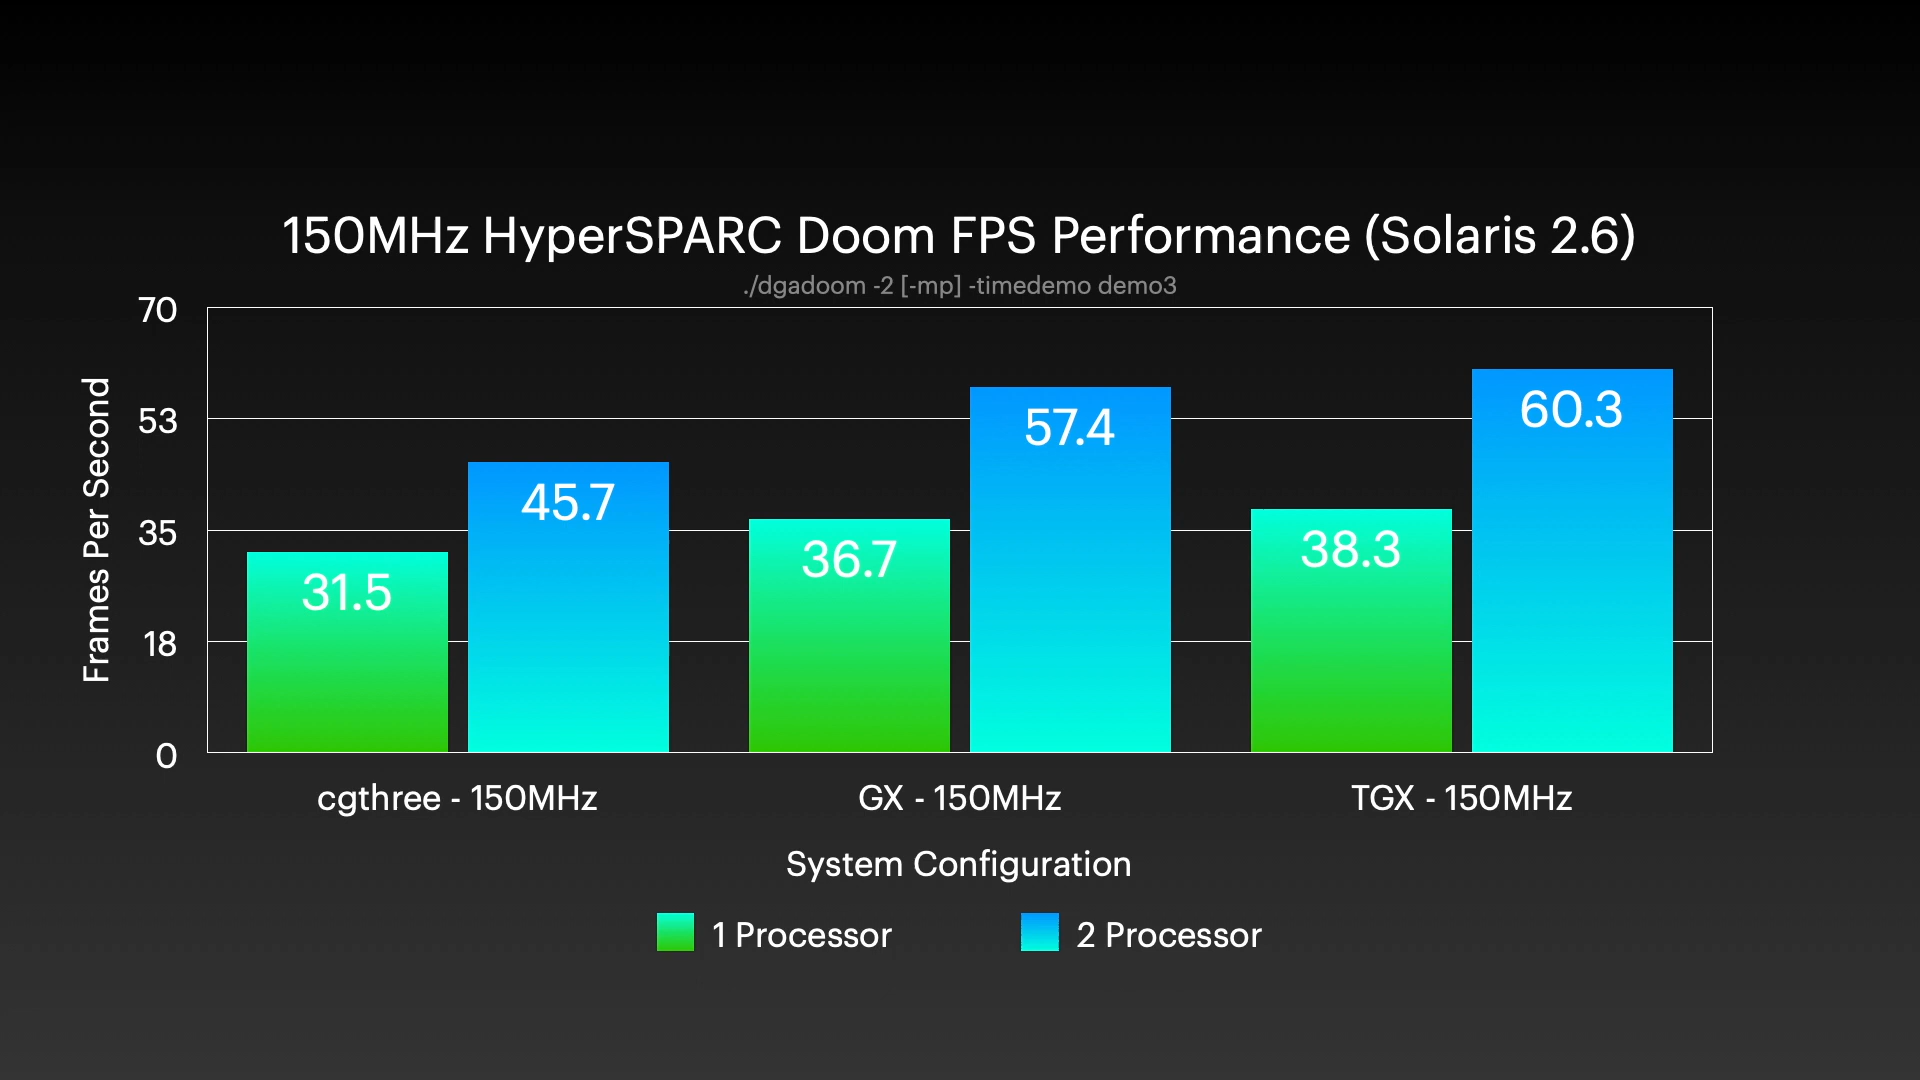 150MHz HyperSPARC Doom FPS Performance (Solaris 2.6)
./dgadoom -2 [-mp] -timedemo demo3
Frames Per Second
70
53
35
18
0
31.5
45.7
36.7
57.4
38.3
60.3
cgthree - 150MHz
GX - 150MHz
TGX - 150MHz
System Configuration
1 Processor
2 Processor